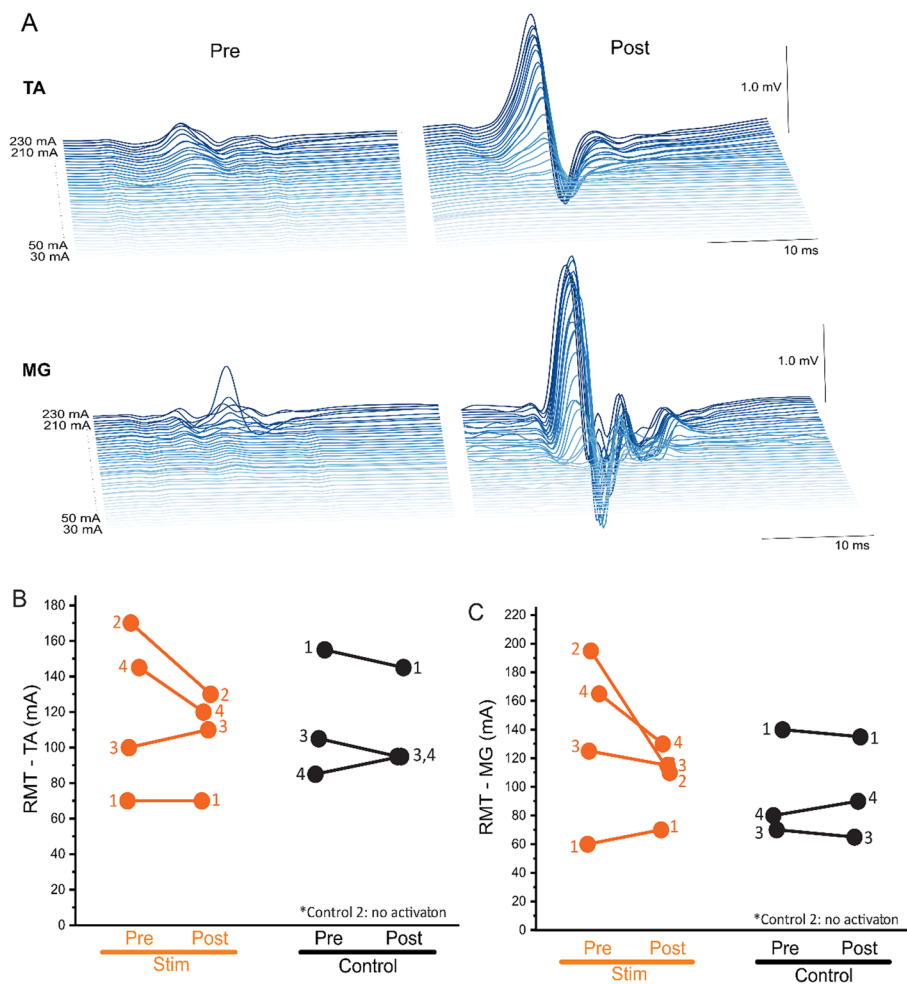 A
Pre
Post
TA
1.0 mV
230 mA
210 mA
50 mA
30 mA
10 ms
MG
1.0 mV
230 mA
210 mA
50 mA
30 mA
10 ms
B
RMT - TA (mA)
180
160
140
120
100
80
60
40
20
0
2
4
3
1
2
4
3
1
1
3
4
1
3,4
*Control 2: no activaton
Pre
Post
Pre
Post
Stim
Control
C
RMT - MG (mA)
220
200
180
160
140
120
100
80
60
40
20
0
2
4
3
1
4
3
2
1
1
4
3
1
4
3
*Control 2: no activaton
Pre
Post
Pre
Post
Stim
Control